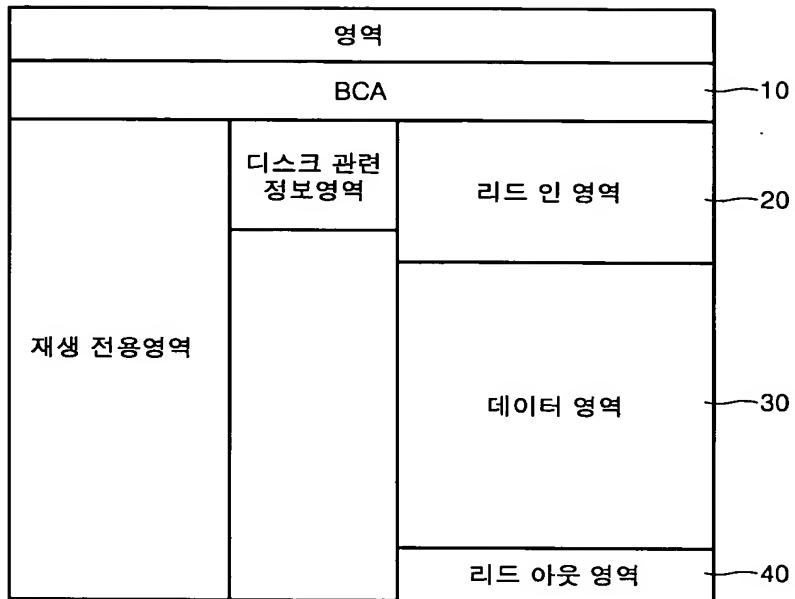 영역
BCA
10
디스크 관련
정보영역
리드 인 영역
20
재생 전용영역
데이터 영역
30
리드 아웃 영역
40